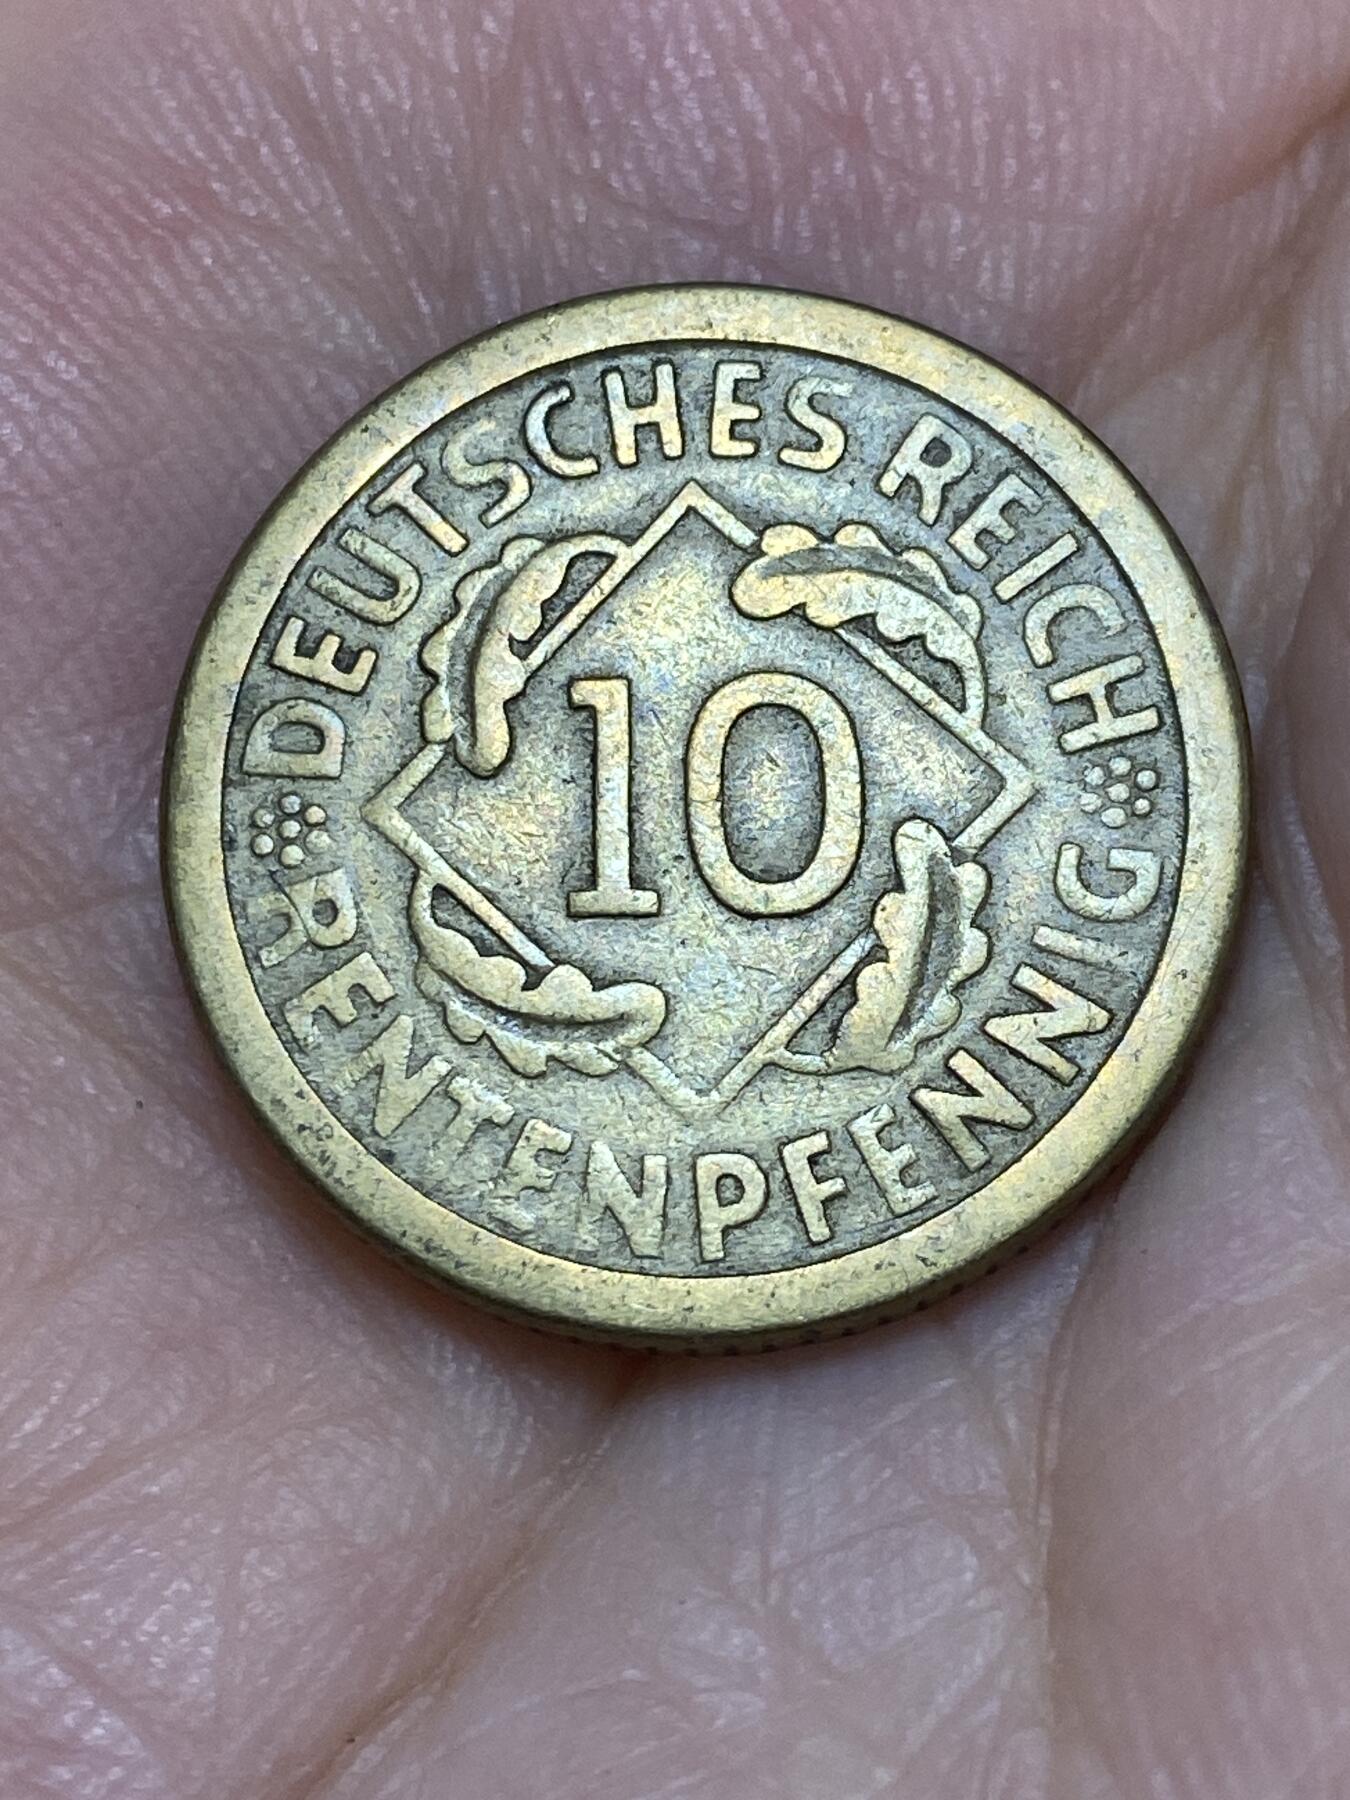 DEUTSCHES REICH
10
RENTENPFENNIG